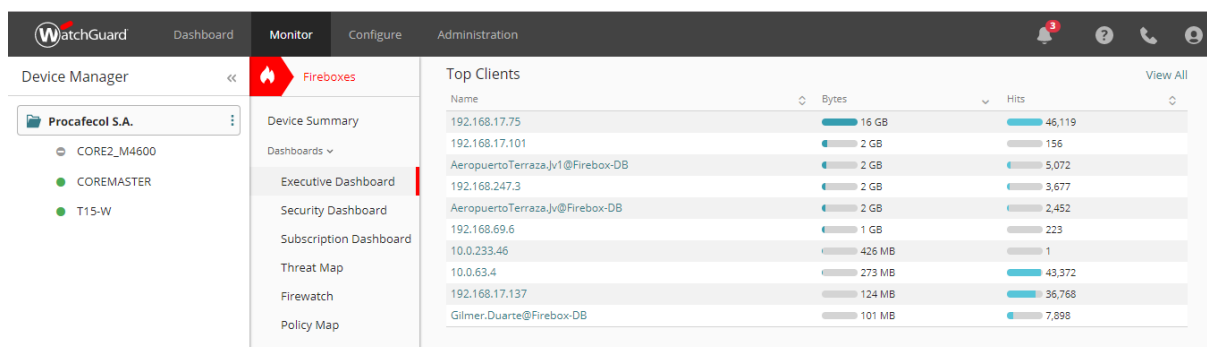 WatchGuard Dashboard Monitor Configure Administration 3
Device Manager
Procafecol S.A.
CORE2_M4600
COREMASTER
T15-W
Fireboxes
Device Summary
Dashboards
Executive Dashboard
Security Dashboard
Subscription Dashboard
Threat Map
Firewatch
Policy Map
Top Clients View All
Name Bytes Hits
192.168.17.75 16 GB 46,119
192.168.17.101 2 GB 156
AeropuertoTerraza.Jv1@Firebox-DB 2 GB 5,072
192.168.247.3 2 GB 3,677
AeropuertoTerraza.Jv@Firebox-DB 2 GB 2,452
192.168.69.6 1 GB 223
10.0.233.46 426 MB 1
10.0.63.4 273 MB 43,372
192.168.17.137 124 MB 36,768
Gilmer.Duarte@Firebox-DB 101 MB 7,898